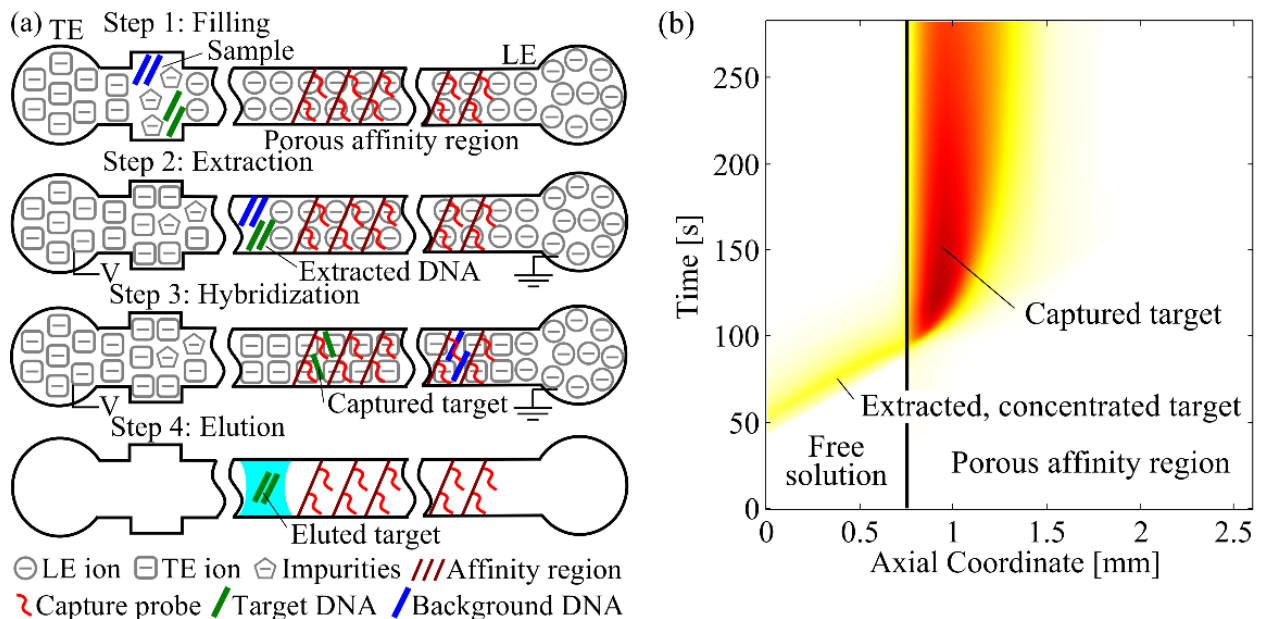 (a)
Step 1: Filling
TE
Sample
LE
Porous affinity region
Step 2: Extraction
V
Extracted DNA
Step 3: Hybridization
V
Captured target
Step 4: Elution
Eluted target
LE ion
TE ion
Impurities
Affinity region
Capture probe
Target DNA
Background DNA
(b)
250
200
150
100
50
0
Time [s]
Captured target
Extracted, concentrated target
Free
solution
Porous affinity region
0 0.5 1 1.5 2 2.5
Axial Coordinate [mm]